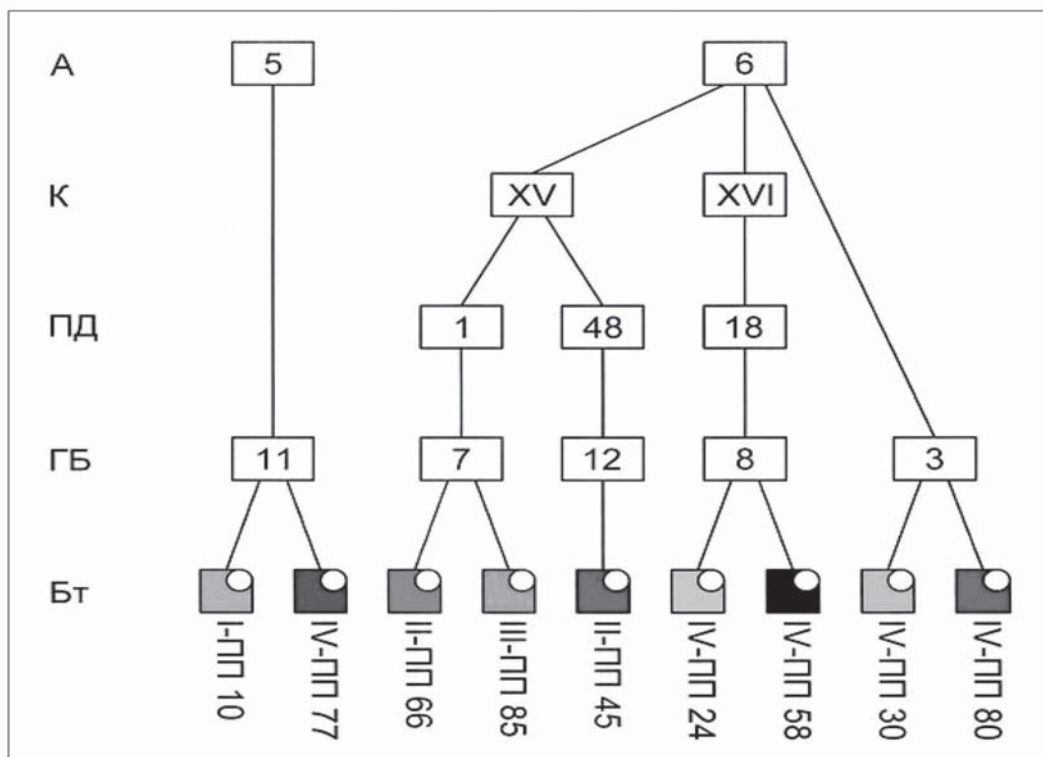 А 5 6
К XV XVI
ПД 1 48 18
ГБ 11 7 12 8 3
Бт
I-ПП 10
IV-ПП 77
II-ПП 66
III-ПП 85
II-ПП 45
IV-ПП 24
IV-ПП 58
IV-ПП 30
IV-ПП 80